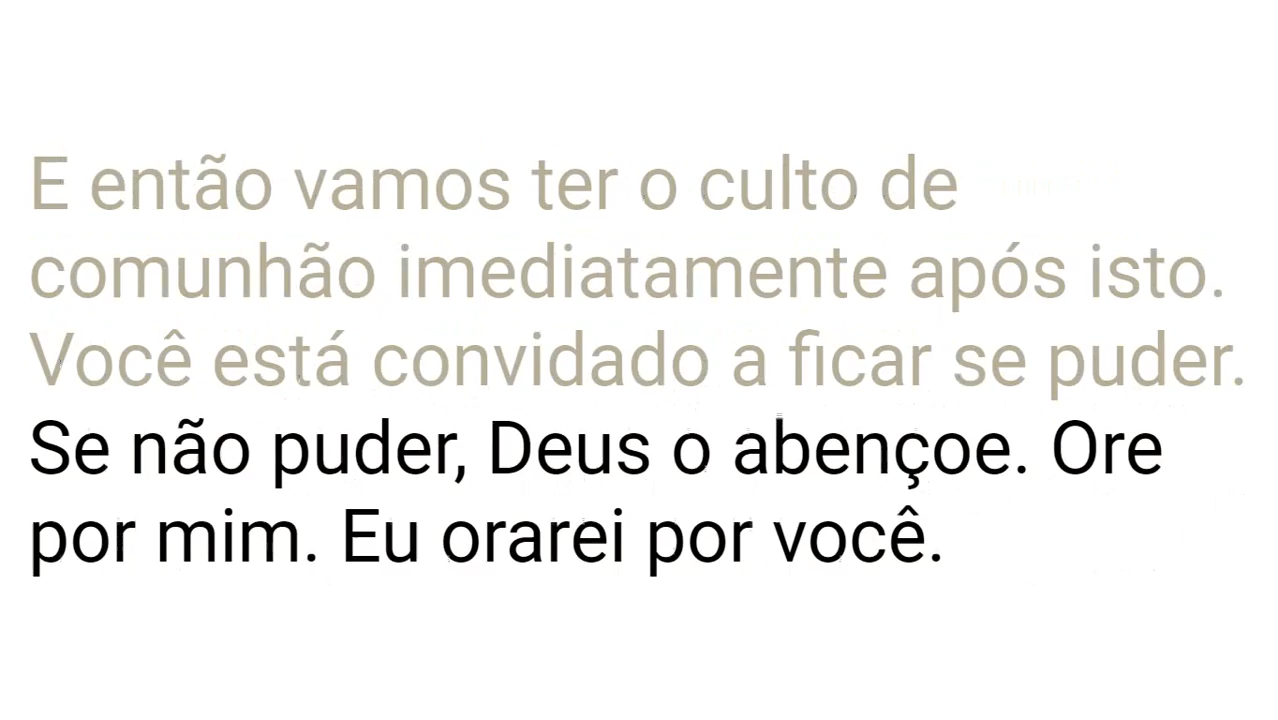 E então vamos ter o culto de
comunhão imediatamente após isto.
Você está convidado a ficar se puder.
Se não puder, Deus o abençoe. Ore
por mim. Eu orarei por você.